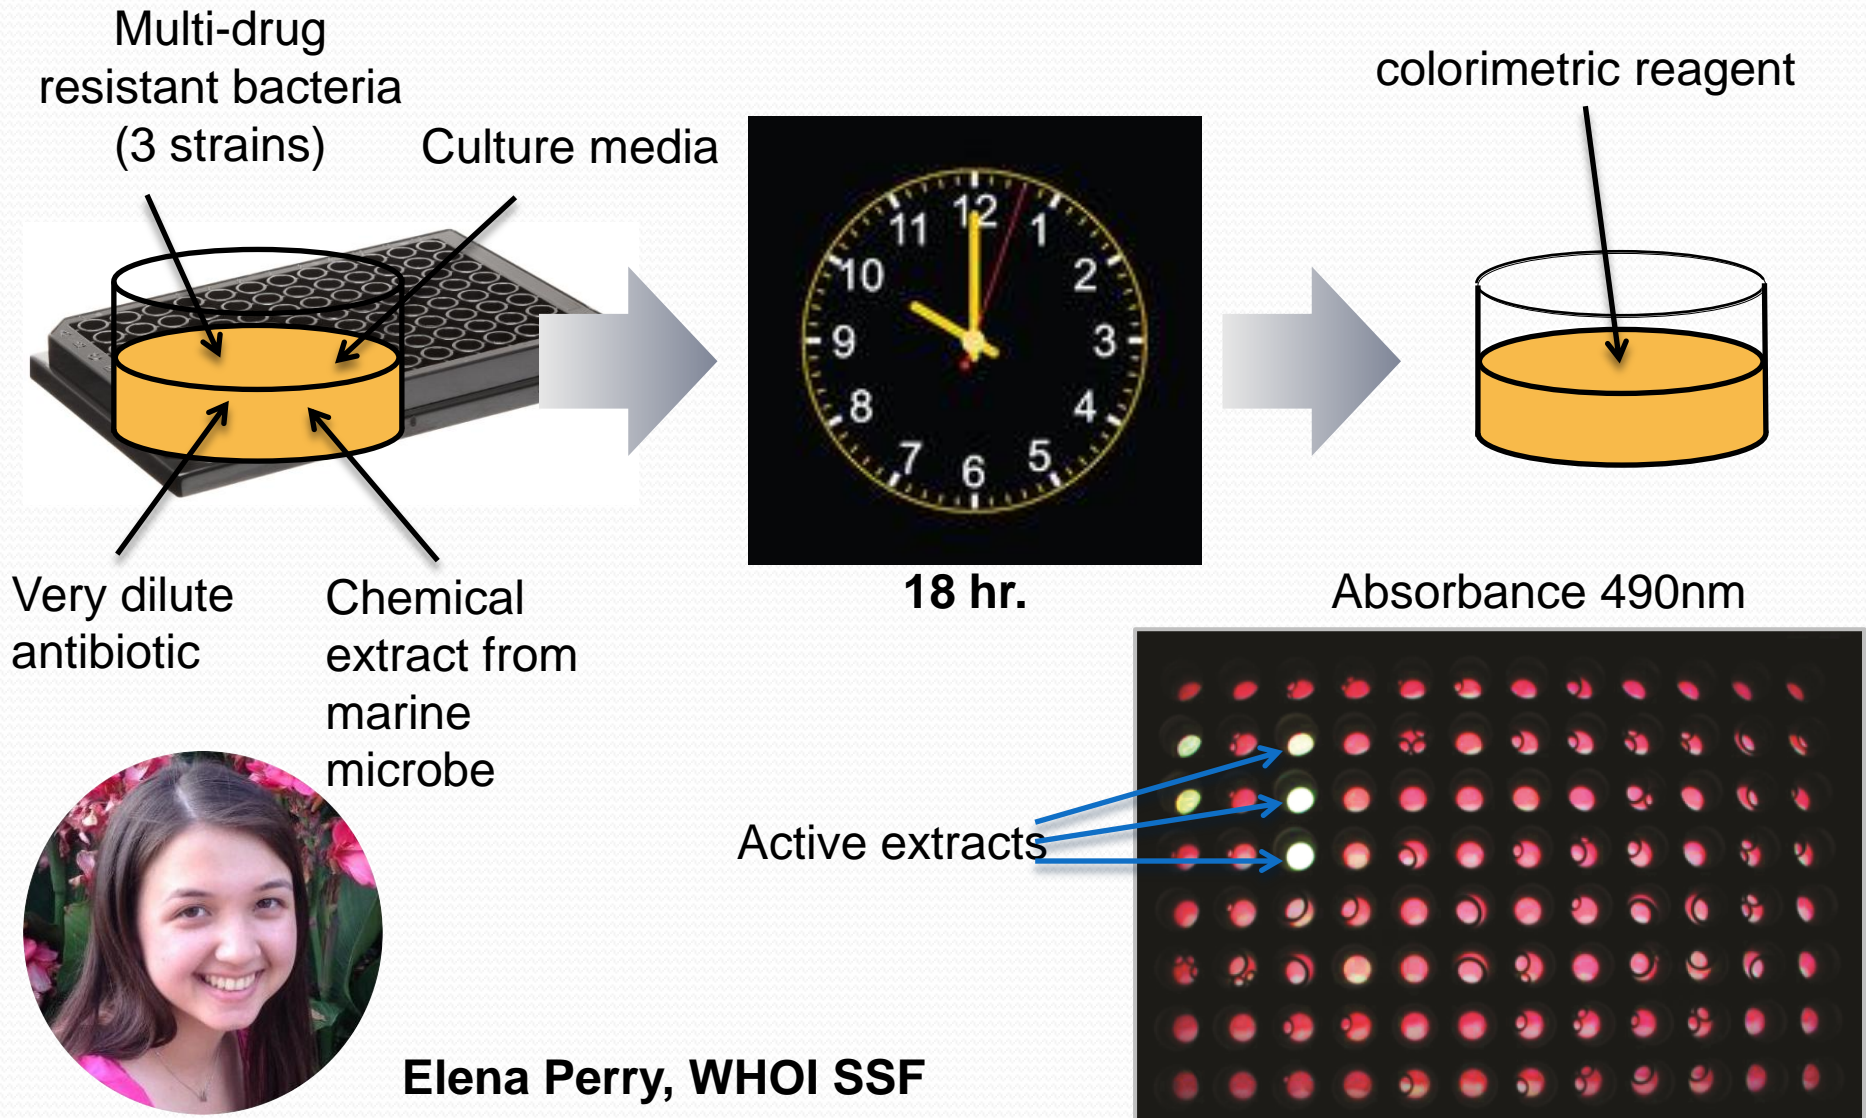 Multi-drug
resistant bacteria
(3 strains)
Culture media
colorimetric reagent
12
1
2
3
4
5
6
7
8
9
10
11
Very dilute
antibiotic
Chemical
extract from
marine
microbe
18 hr.
Absorbance 490nm
Active extracts
Elena Perry, WHOI SSF